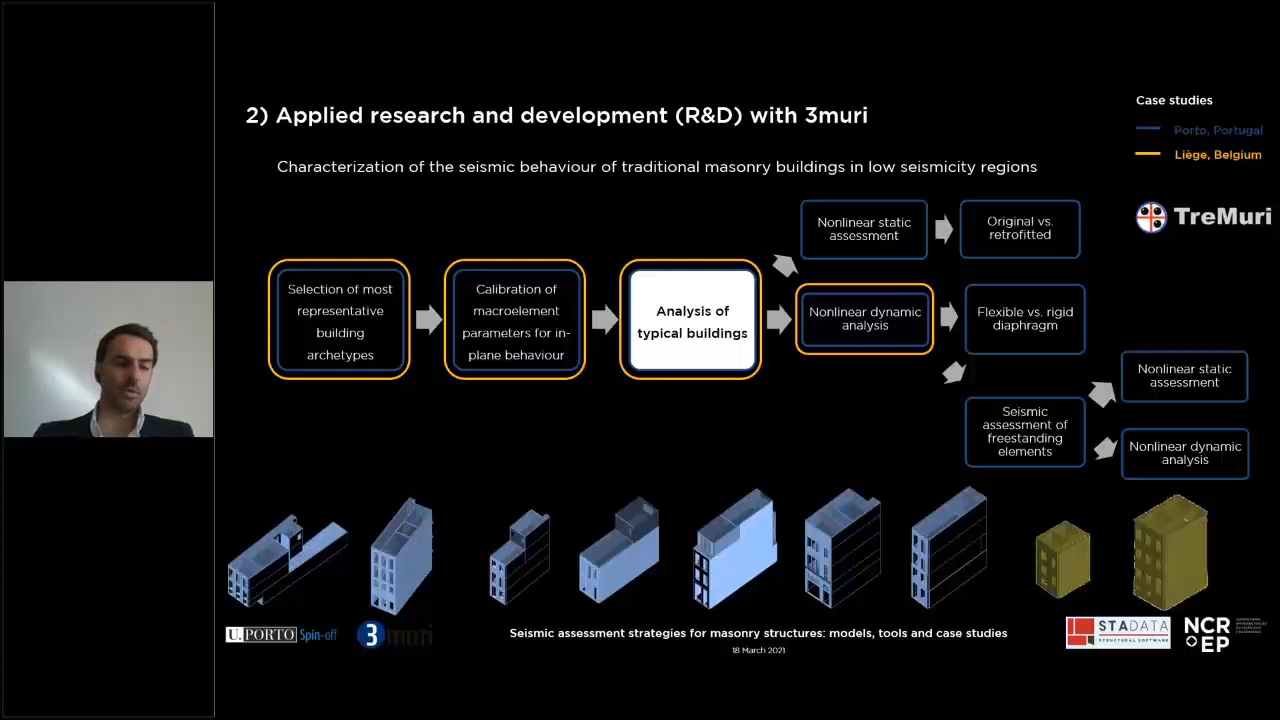 2) Applied research and development (R&D) with 3muri
Characterization of the seismic behaviour of traditional masonry buildings in low seismicity regions
Case studies
Porto, Portugal
Liège, Belgium
TreMuri
Selection of most
representative
building
archetypes
Calibration of
macroelement
parameters for in-
plane behaviour
Analysis of
typical buildings
Nonlinear static
assessment
Original vs.
retrofitted
Nonlinear dynamic
analysis
Flexible vs. rigid
diaphragm
Seismic
assessment of
freestanding
elements
Nonlinear static
assessment
Nonlinear dynamic
analysis
U.PORTO Spin-off
3muri
Seismic assessment strategies for masonry structures: models, tools and case studies
18 March 2021
STADATA
STRUCTURAL SOFTWARE
NCR
EP